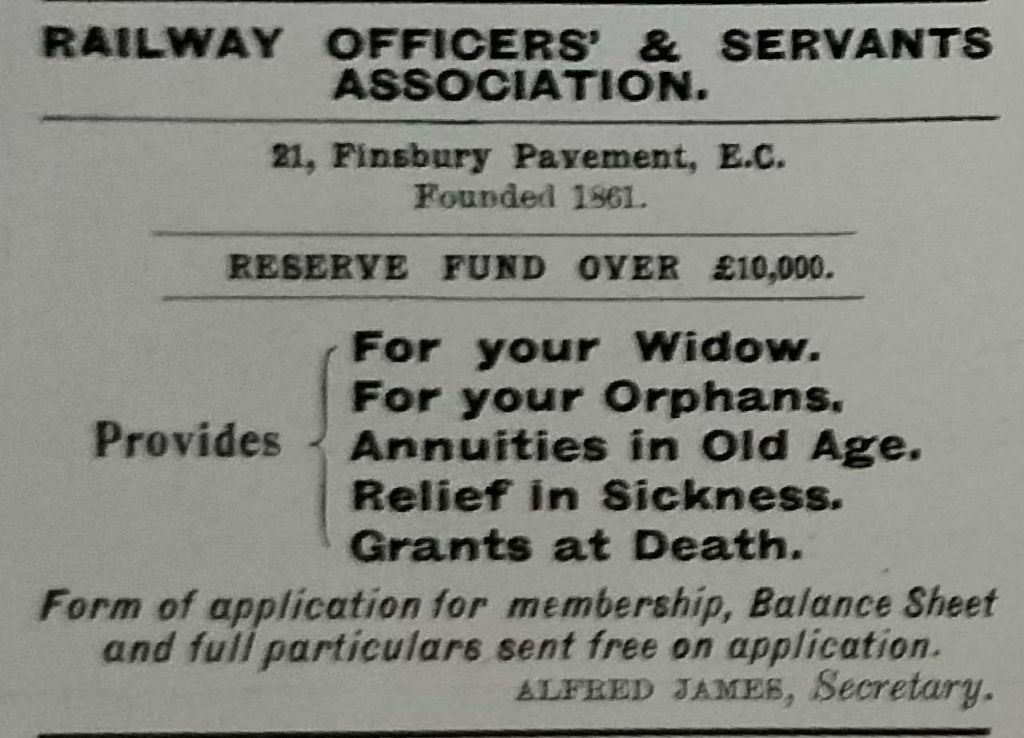 RAILWAY OFFICERS' & SERVANTS
ASSOCIATION.
21, Finsbury Pavement, E.C.
Founded 1861.
RESERVE FUND OVER £10,000.
Provides
For your Widow.
For your Orphans.
Annuities in Old Age.
Relief in Sickness.
Grants at Death.
Form of application for membership, Balance Sheet
and full particulars sent free on application.
ALFRED JAMES, Secretary.